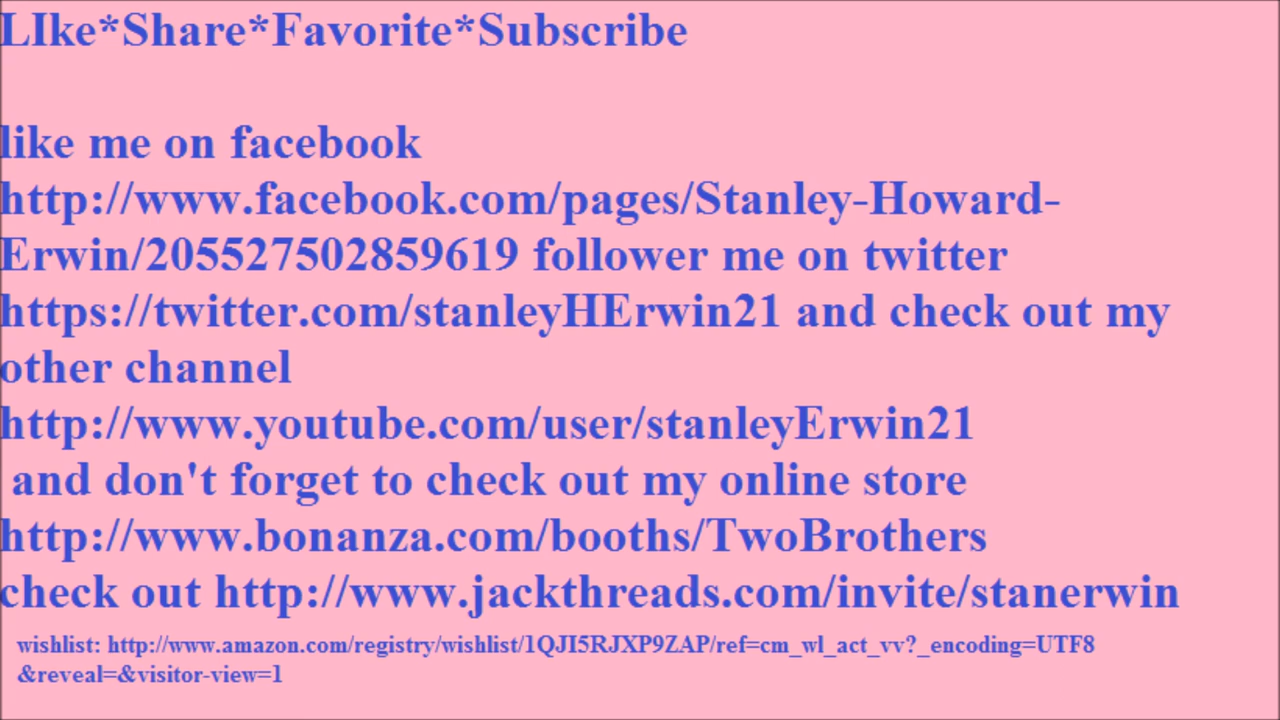 LIke*Share*Favorite*Subscribe
like me on facebook
http://www.facebook.com/pages/Stanley-Howard-
Erwin/205527502859619 follower me on twitter
https://twitter.com/stanleyHErwin21 and check out my
other channel
http://www.youtube.com/user/stanleyErwin21
and don't forget to check out my online store
http://www.bonanza.com/booths/TwoBrothers
check out http://www.jackthreads.com/invite/stanerwin
wishlist: http://www.amazon.com/registry/wishlist/1QJI5RJXP9ZAP/ref=cm_wl_act_vv?_encoding=UTF8
&reveal=&visitor-view=1